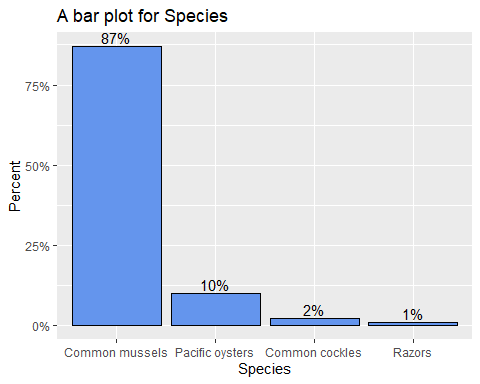 A bar plot for Species
87%
10%
2%
1%
75%
50%
25%
0%
Percent
Common mussels Pacific oysters Common cockles Razors
Species